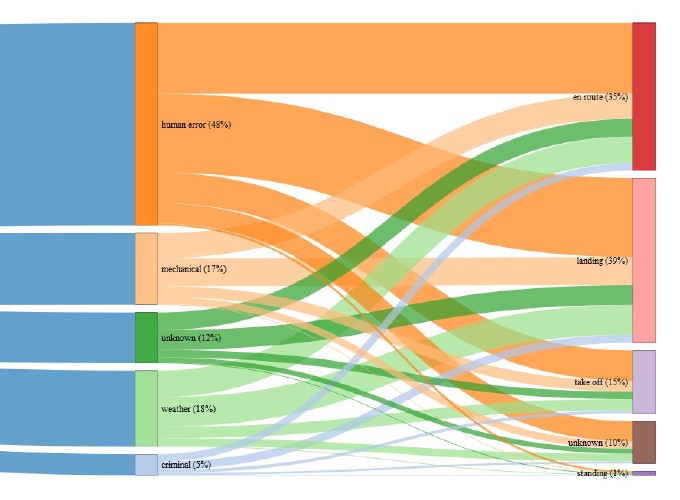 human error (48%)
mechanical (17%)
unknown (12%)
weather (18%)
criminal (5%)
en route (35%)
landing (39%)
take off (15%)
unknown (10%)
standing (1%)